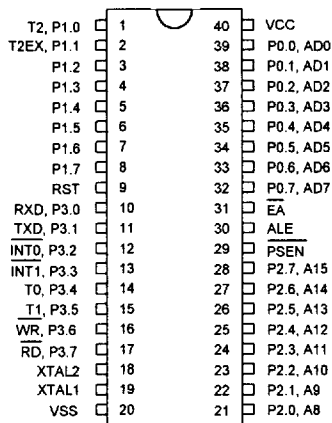 T2, P1.0 1 40 VCC
T2EX, P1.1 2 39 P0.0, AD0
P1.2 3 38 P0.1, AD1
P1.3 4 37 P0.2, AD2
P1.4 5 36 P0.3, AD3
P1.5 6 35 P0.4, AD4
P1.6 7 34 P0.5, AD5
P1.7 8 33 P0.6, AD6
RST 9 32 P0.7, AD7
RXD, P3.0 10 31 EA
TXD, P3.1 11 30 ALE
INT0, P3.2 12 29 PSEN
INT1, P3.3 13 28 P2.7, A15
T0, P3.4 14 27 P2.6, A14
T1, P3.5 15 26 P2.5, A13
WR, P3.6 16 25 P2.4, A12
RD, P3.7 17 24 P2.3, A11
XTAL2 18 23 P2.2, A10
XTAL1 19 22 P2.1, A9
VSS 20 21 P2.0, A8